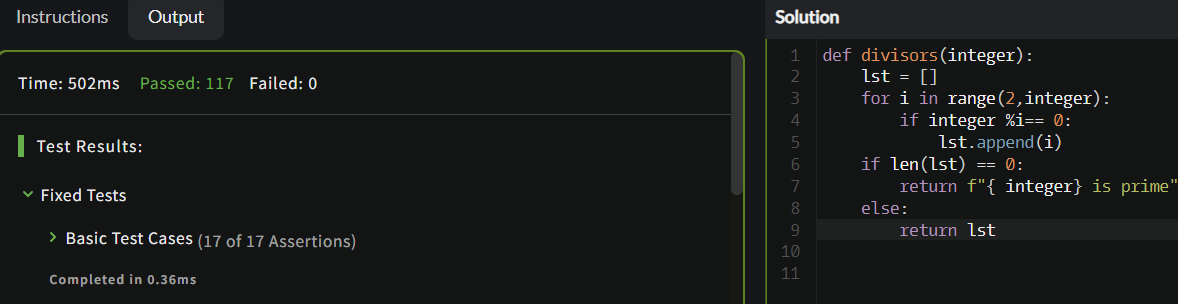 Instructions
Output
Time: 502ms Passed: 117 Failed: 0
Test Results:
Fixed Tests
Basic Test Cases (17 of 17 Assertions)
Completed in 0.36ms
Solution
1 def divisors(integer):
2     lst = []
3     for i in range(2,integer):
4         if integer %i== 0:
5             lst.append(i)
6     if len(lst) == 0:
7         return f"{ integer} is prime"
8     else:
9         return lst
10
11